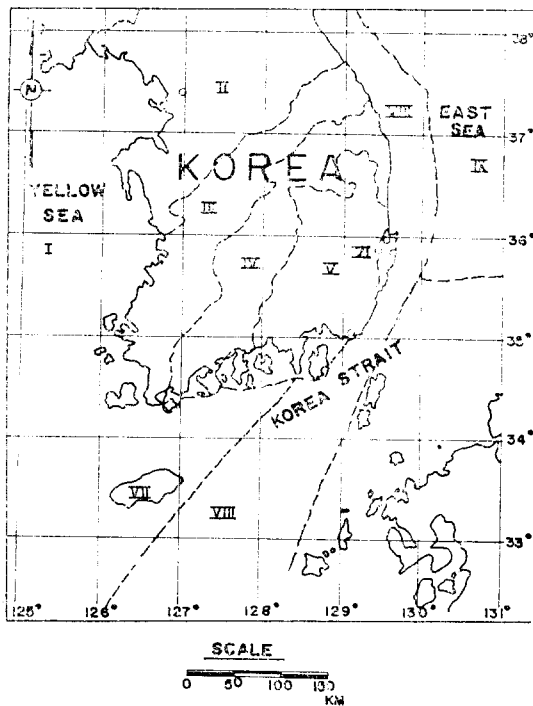 38°
II
VIII
EAST
SEA
N
37°
KOREA
IX
YELLOW
SEA
III
I
36°
IV
V
VI
35°
KOREA STRAIT
34°
VII
VIII
33°
125°
126°
127°
128°
129°
130°
131°
SCALE
0 50 100 150
KM